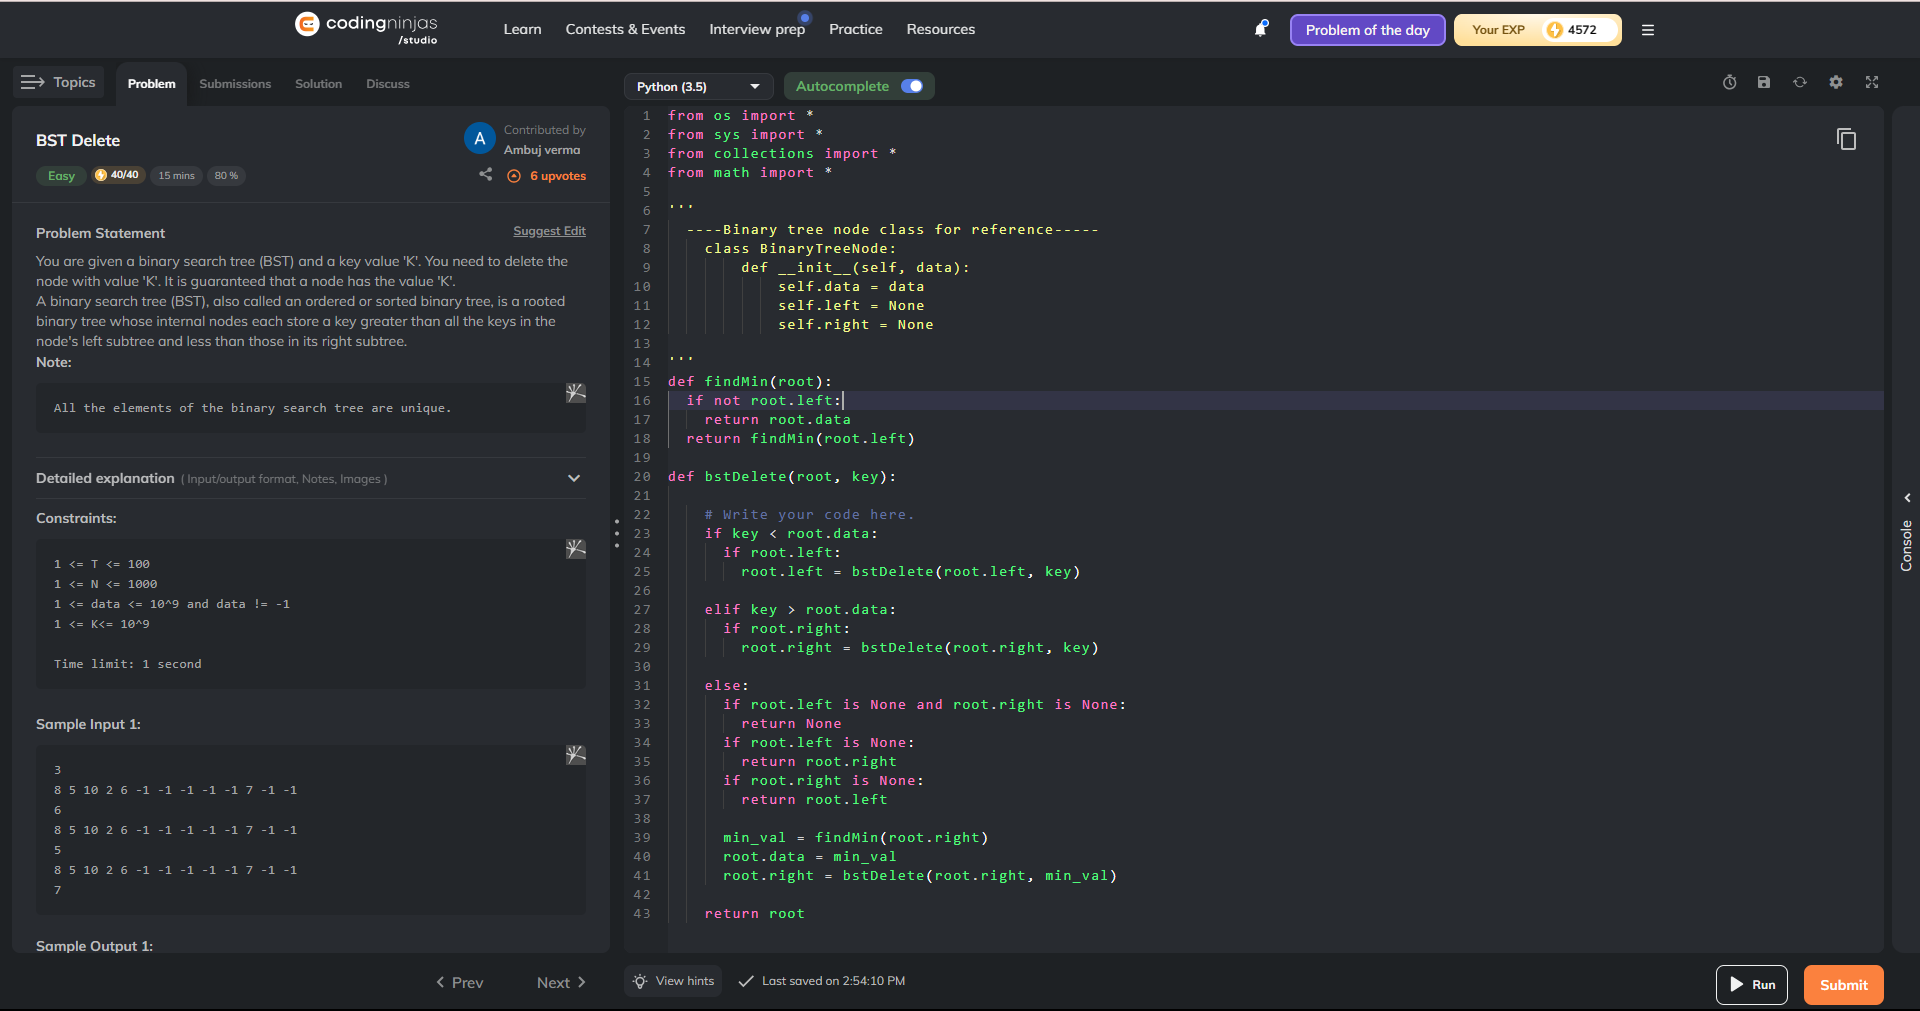 codingninjas
/studio
Learn
Contests & Events
Interview prep
Practice
Resources
Problem of the day
Your EXP
4572
Topics
Problem
Submissions
Solution
Discuss
Python (3.5)
Autocomplete
BST Delete
A
Contributed by
Ambuj verma
Easy
40/40
15 mins
80 %
6 upvotes
Problem Statement
Suggest Edit
You are given a binary search tree (BST) and a key value 'K'. You need to delete the
node with value 'K'. It is guaranteed that a node has the value 'K'.
A binary search tree (BST), also called an ordered or sorted binary tree, is a rooted
binary tree whose internal nodes each store a key greater than all the keys in the
node's left subtree and less than those in its right subtree.
Note:
All the elements of the binary search tree are unique.
Detailed explanation ( Input/output format, Notes, Images )
Constraints:
1 <= T <= 100
1 <= N <= 1000
1 <= data <= 10^9 and data != -1
1 <= K<= 10^9
Time limit: 1 second
Sample Input 1:
3
8 5 10 2 6 -1 -1 -1 -1 -1 7 -1 -1
6
8 5 10 2 6 -1 -1 -1 -1 -1 7 -1 -1
5
8 5 10 2 6 -1 -1 -1 -1 -1 7 -1 -1
7
Sample Output 1:
Prev
Next
1 from os import *
2 from sys import *
3 from collections import *
4 from math import *
5
6 '''
7 ----Binary tree node class for reference-----
8 class BinaryTreeNode:
9 def __init__(self, data):
10 self.data = data
11 self.left = None
12 self.right = None
13
14 '''
15 def findMin(root):
16 if not root.left:
17 return root.data
18 return findMin(root.left)
19
20 def bstDelete(root, key):
21
22 # Write your code here.
23 if key < root.data:
24 if root.left:
25 root.left = bstDelete(root.left, key)
26
27 elif key > root.data:
28 if root.right:
29 root.right = bstDelete(root.right, key)
30
31 else:
32 if root.left is None and root.right is None:
33 return None
34 if root.left is None:
35 return root.right
36 if root.right is None:
37 return root.left
38
39 min_val = findMin(root.right)
40 root.data = min_val
41 root.right = bstDelete(root.right, min_val)
42
43 return root
Console
View hints
Last saved on 2:54:10 PM
Run
Submit